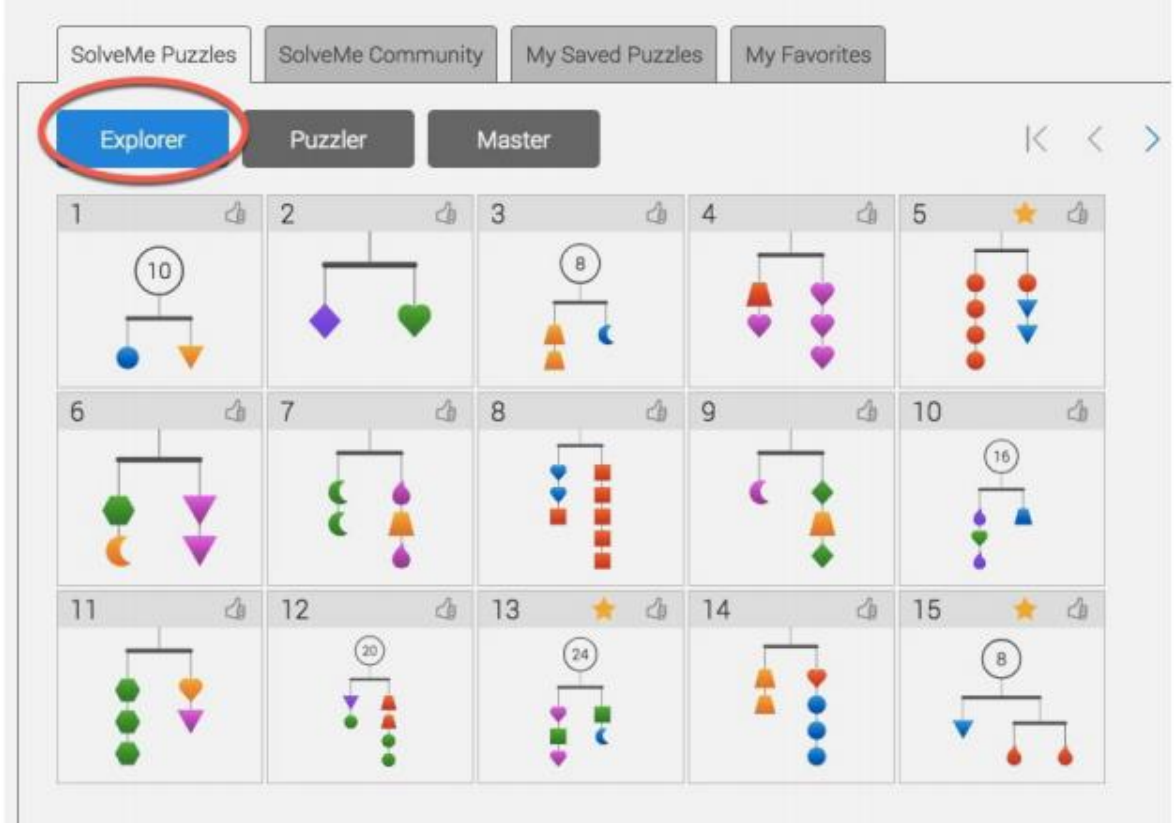 SolveMe Puzzles SolveMe Community My Saved Puzzles My Favorites
Explorer Puzzler Master
1 2 3 4 5
10 8
6 7 8 9 10
16
11 12 13 14 15
20 24 8